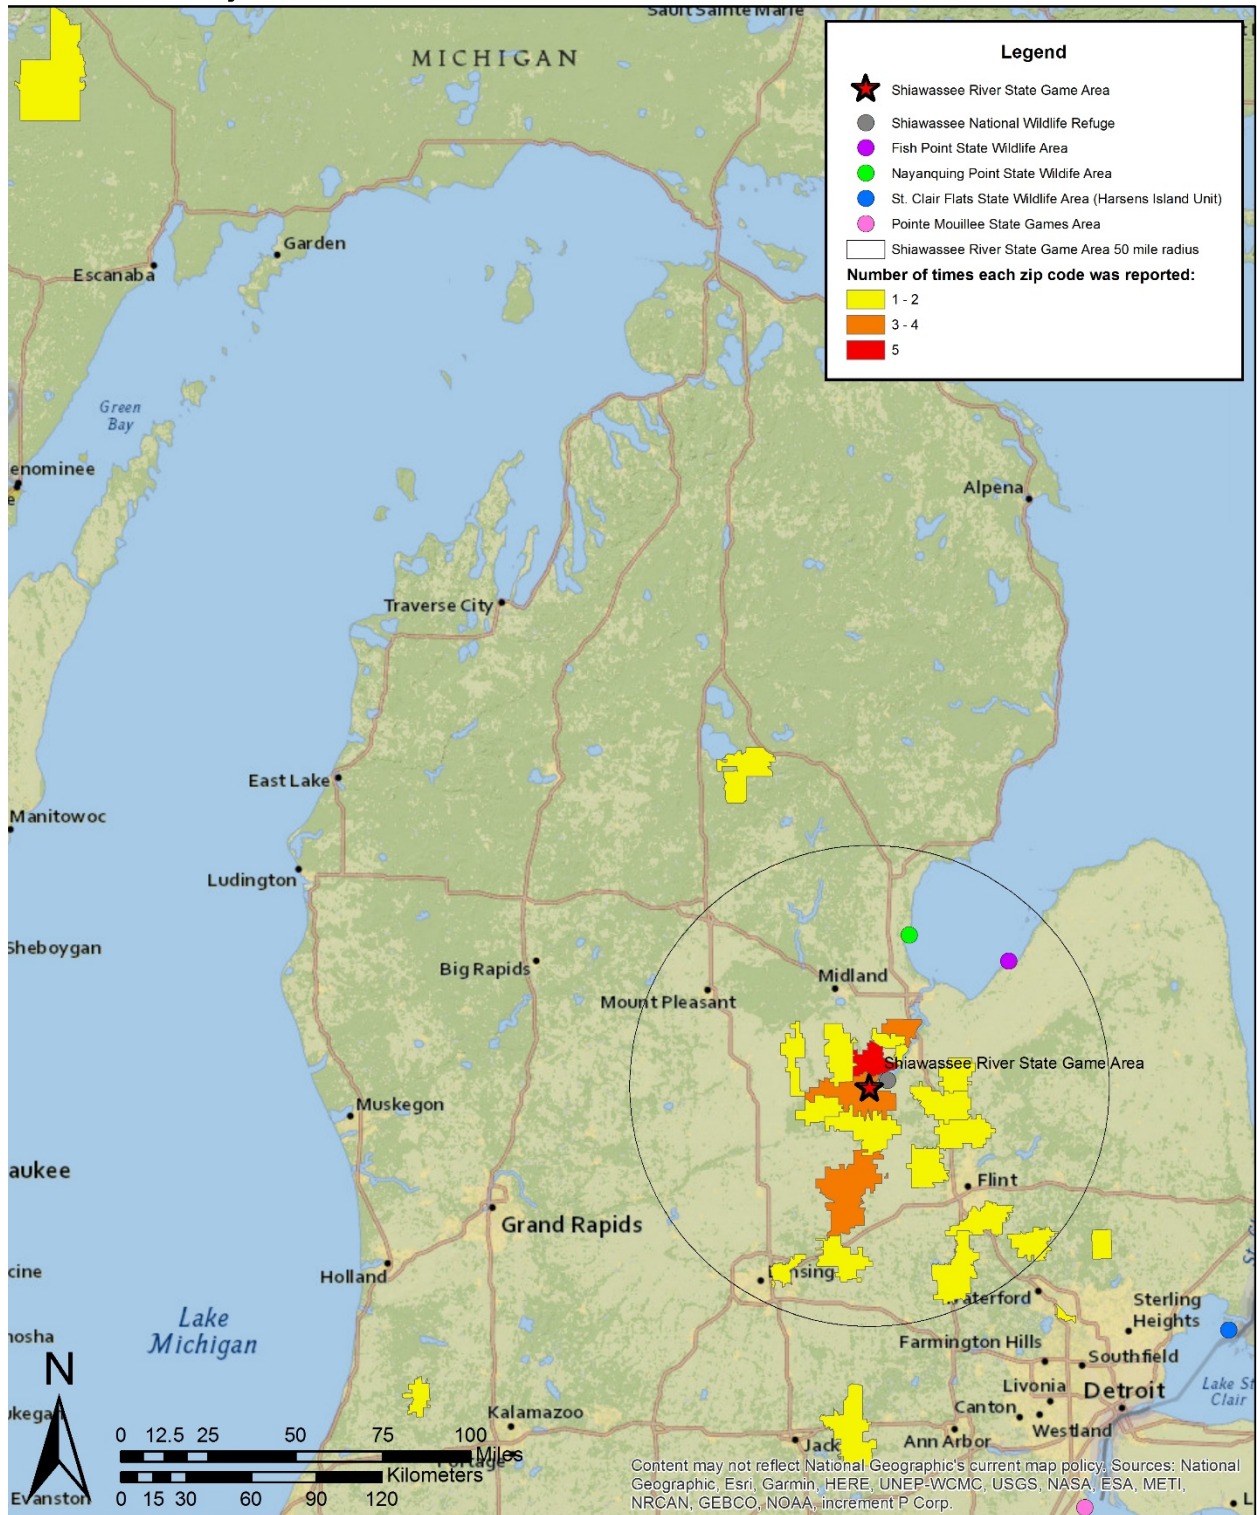 Sault Sainte Marie
MICHIGAN
Legend
Shiawassee River State Game Area
Shiawassee National Wildlife Refuge
Fish Point State Wildlife Area
Nayanquing Point State Wildife Area
St. Clair Flats State Wildlife Area (Harsens Island Unit)
Pointe Mouillee State Games Area
Shiawassee River State Game Area 50 mile radius
Number of times each zip code was reported:
1 - 2
3 - 4
5
Garden
Escanaba
Green
Bay
enominee
e
Alpena
Traverse City
East Lake
Manitowoc
Ludington
Sheboygan
Big Rapids
Midland
Mount Pleasant
Shiawassee River State Game Area
Muskegon
aukee
Flint
Grand Rapids
cine
Holland
nsing
aterford
Sterling
Heights
nosha
Lake
Michigan
Farmington Hills
Southfield
N
Livonia
Detroit
Lake St
Clair
ukegan
Kalamazoo
Canton
Westland
0 12.5 25 50 75 100
Miles
Jack
Ann Arbor
Portage
Kilometers
0 15 30 60 90 120
Evanston
Content may not reflect National Geographic's current map policy. Sources: National
Geographic, Esri, Garmin, HERE, UNEP-WCMC, USGS, NASA, ESA, METI,
NRCAN, GEBCO, NOAA, increment P Corp.
L